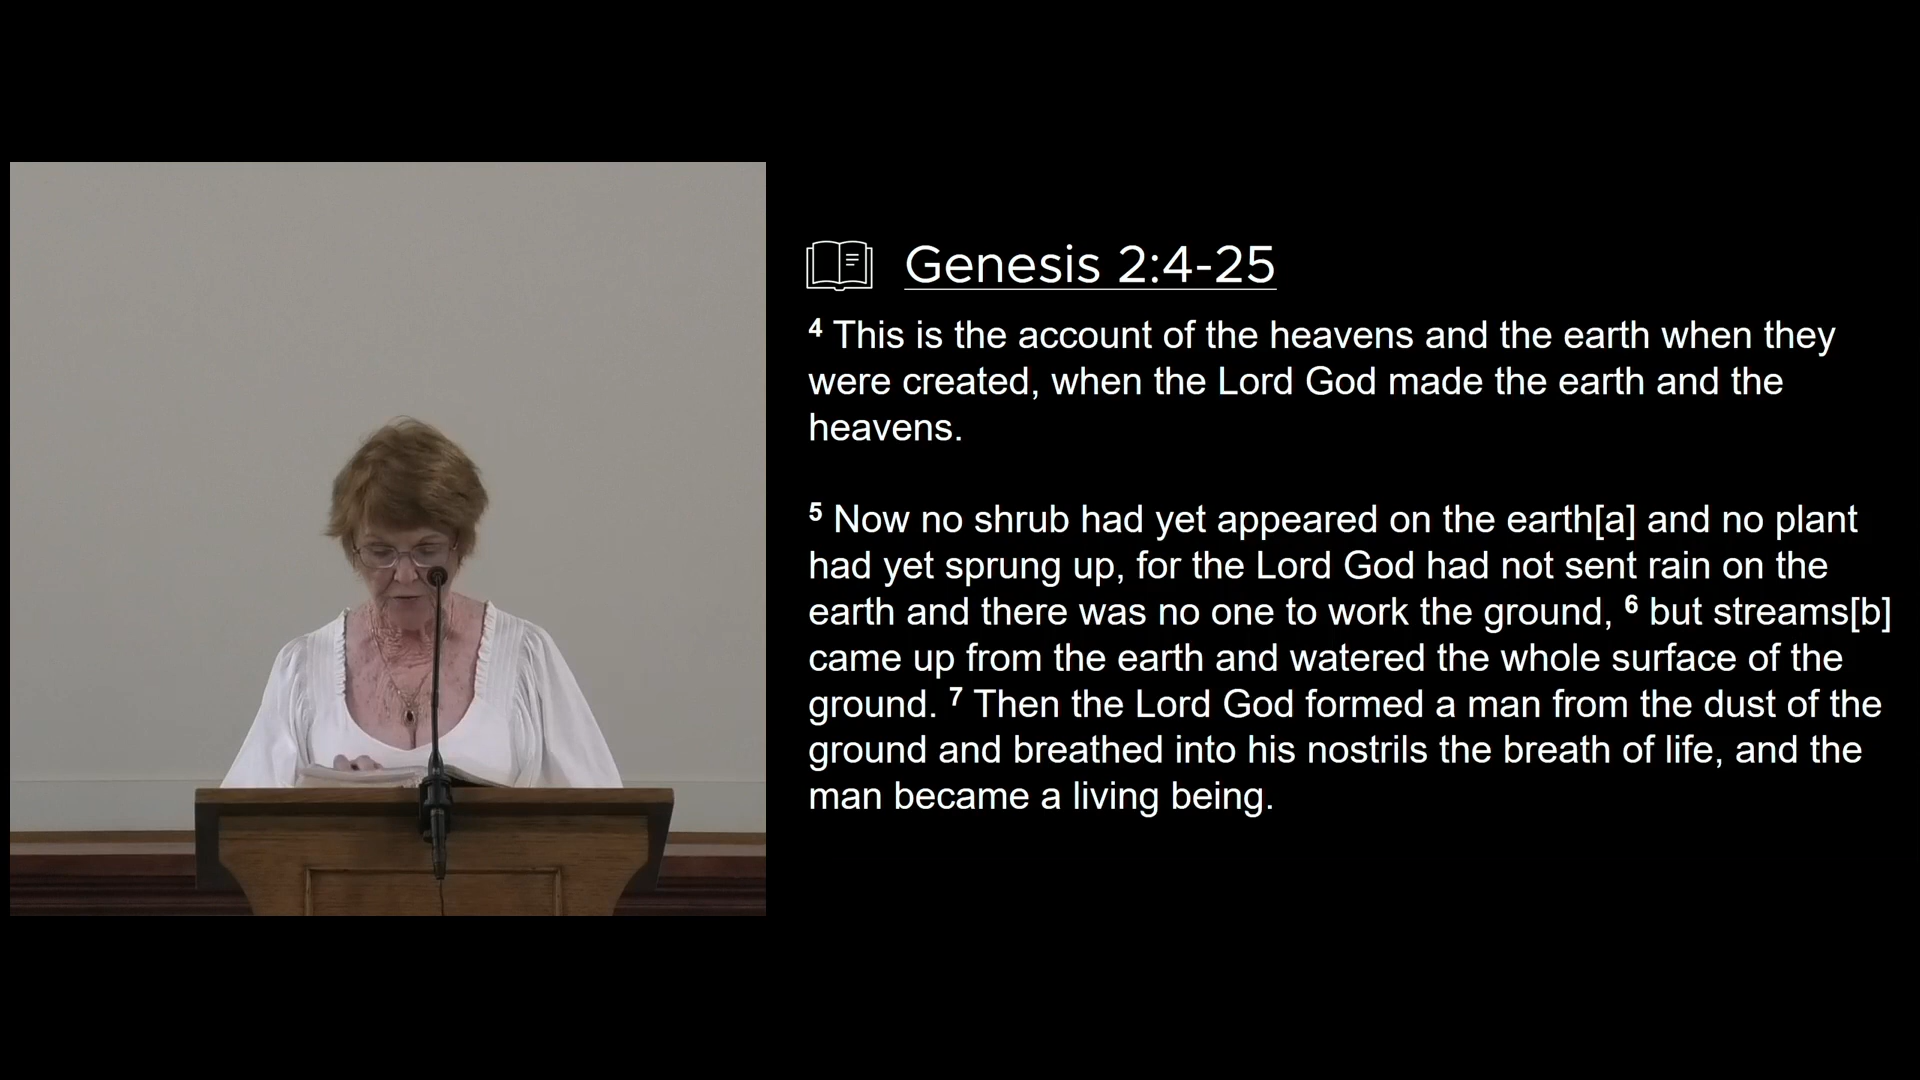 Genesis 2:4-25
4 This is the account of the heavens and the earth when they
were created, when the Lord God made the earth and the
heavens.
5 Now no shrub had yet appeared on the earth[a] and no plant
had yet sprung up, for the Lord God had not sent rain on the
earth and there was no one to work the ground, 6 but streams[b]
came up from the earth and watered the whole surface of the
ground. 7 Then the Lord God formed a man from the dust of the
ground and breathed into his nostrils the breath of life, and the
man became a living being.